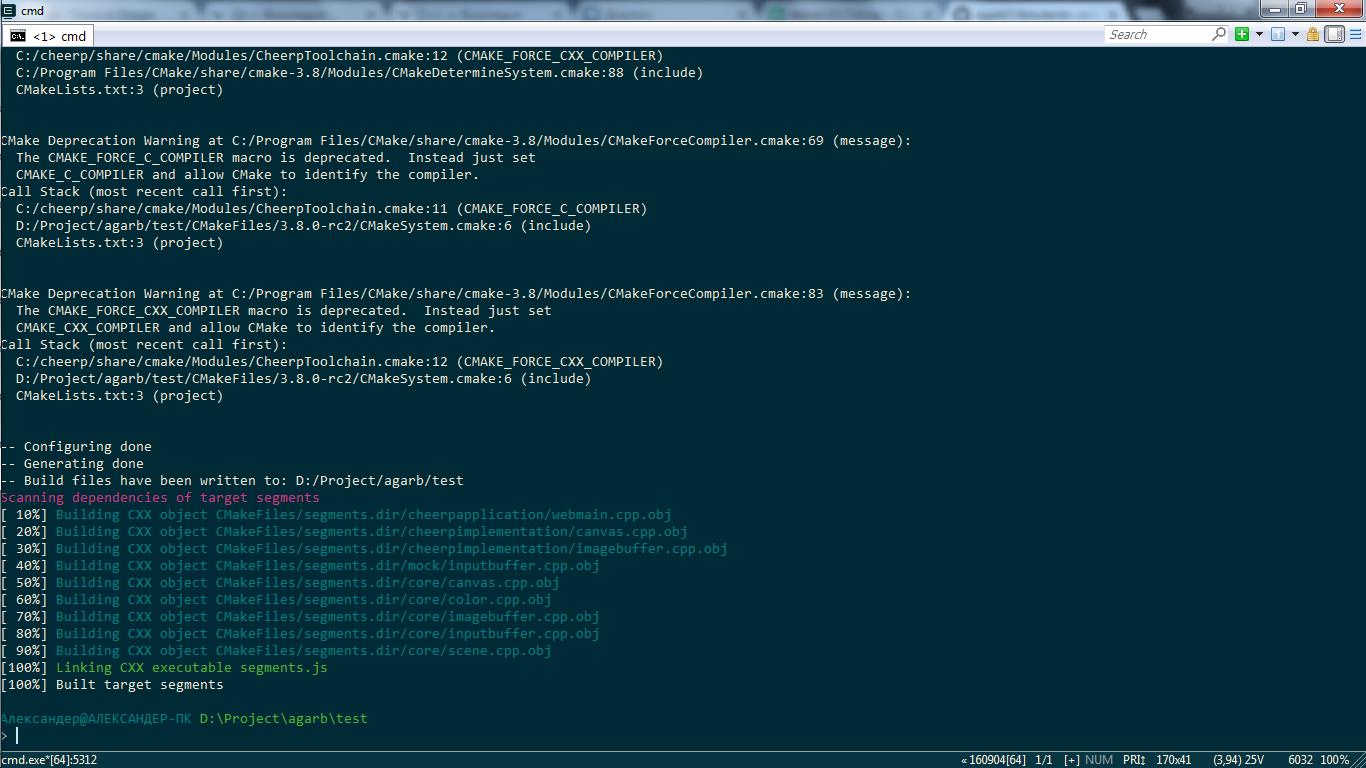 cmd
<1> cmd
Search
C:/cheerp/share/cmake/Modules/CheerpToolchain.cmake:12 (CMAKE_FORCE_CXX_COMPILER)
C:/Program Files/CMake/share/cmake-3.8/Modules/CMakeDetermineSystem.cmake:88 (include)
CMakeLists.txt:3 (project)
CMake Deprecation Warning at C:/Program Files/CMake/share/cmake-3.8/Modules/CMakeForceCompiler.cmake:69 (message):
The CMAKE_FORCE_C_COMPILER macro is deprecated.  Instead just set
CMAKE_C_COMPILER and allow CMake to identify the compiler.
Call Stack (most recent call first):
C:/cheerp/share/cmake/Modules/CheerpToolchain.cmake:11 (CMAKE_FORCE_C_COMPILER)
D:/Project/agarb/test/CMakeFiles/3.8.0-rc2/CMakeSystem.cmake:6 (include)
CMakeLists.txt:3 (project)
CMake Deprecation Warning at C:/Program Files/CMake/share/cmake-3.8/Modules/CMakeForceCompiler.cmake:83 (message):
The CMAKE_FORCE_CXX_COMPILER macro is deprecated.  Instead just set
CMAKE_CXX_COMPILER and allow CMake to identify the compiler.
Call Stack (most recent call first):
C:/cheerp/share/cmake/Modules/CheerpToolchain.cmake:12 (CMAKE_FORCE_CXX_COMPILER)
D:/Project/agarb/test/CMakeFiles/3.8.0-rc2/CMakeSystem.cmake:6 (include)
CMakeLists.txt:3 (project)
-- Configuring done
-- Generating done
-- Build files have been written to: D:/Project/agarb/test
Scanning dependencies of target segments
[ 10%] Building CXX object CMakeFiles/segments.dir/cheerpapplication/webmain.cpp.obj
[ 20%] Building CXX object CMakeFiles/segments.dir/cheerpimplementation/canvas.cpp.obj
[ 30%] Building CXX object CMakeFiles/segments.dir/cheerpimplementation/imagebuffer.cpp.obj
[ 40%] Building CXX object CMakeFiles/segments.dir/mock/inputbuffer.cpp.obj
[ 50%] Building CXX object CMakeFiles/segments.dir/core/canvas.cpp.obj
[ 60%] Building CXX object CMakeFiles/segments.dir/core/color.cpp.obj
[ 70%] Building CXX object CMakeFiles/segments.dir/core/imagebuffer.cpp.obj
[ 80%] Building CXX object CMakeFiles/segments.dir/core/inputbuffer.cpp.obj
[ 90%] Building CXX object CMakeFiles/segments.dir/core/scene.cpp.obj
[100%] Linking CXX executable segments.js
[100%] Built target segments
Александер@АЛЕКСАНДЕР-ПК D:\Project\agarb\test
>
cmd.exe*[64]:5312
« 160904[64] 1/1 [+] NUM PRI↕ 170x41 (3,94) 25V 6032 100%